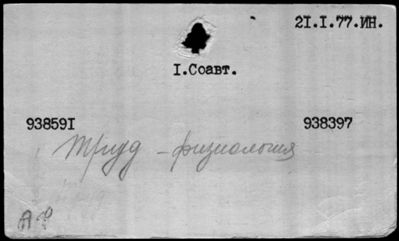 2I.I.77.ИН.
I.Соавт.
93859I 938397
труд - физиология